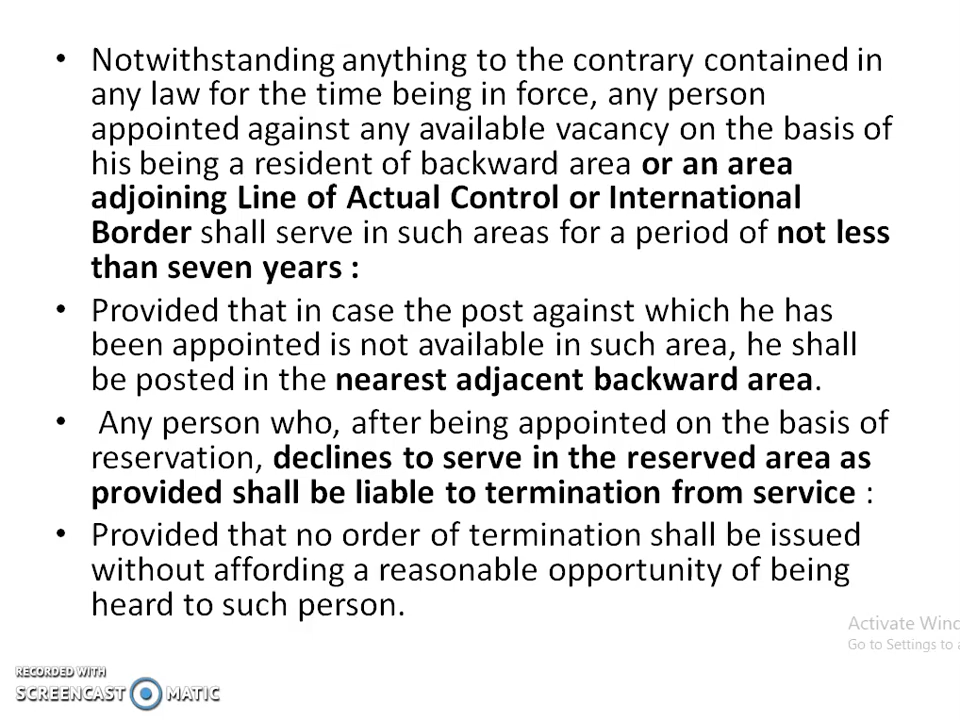 • Notwithstanding anything to the contrary contained in
any law for the time being in force, any person
appointed against any available vacancy on the basis of
his being a resident of backward area or an area
adjoining Line of Actual Control or International
Border shall serve in such areas for a period of not less
than seven years :
• Provided that in case the post against which he has
been appointed is not available in such area, he shall
be posted in the nearest adjacent backward area.
• Any person who, after being appointed on the basis of
reservation, declines to serve in the reserved area as
provided shall be liable to termination from service :
• Provided that no order of termination shall be issued
without affording a reasonable opportunity of being
heard to such person.
Activate Winc
Go to Settings to a
RECORDED WITH
SCREENCAST MATIC